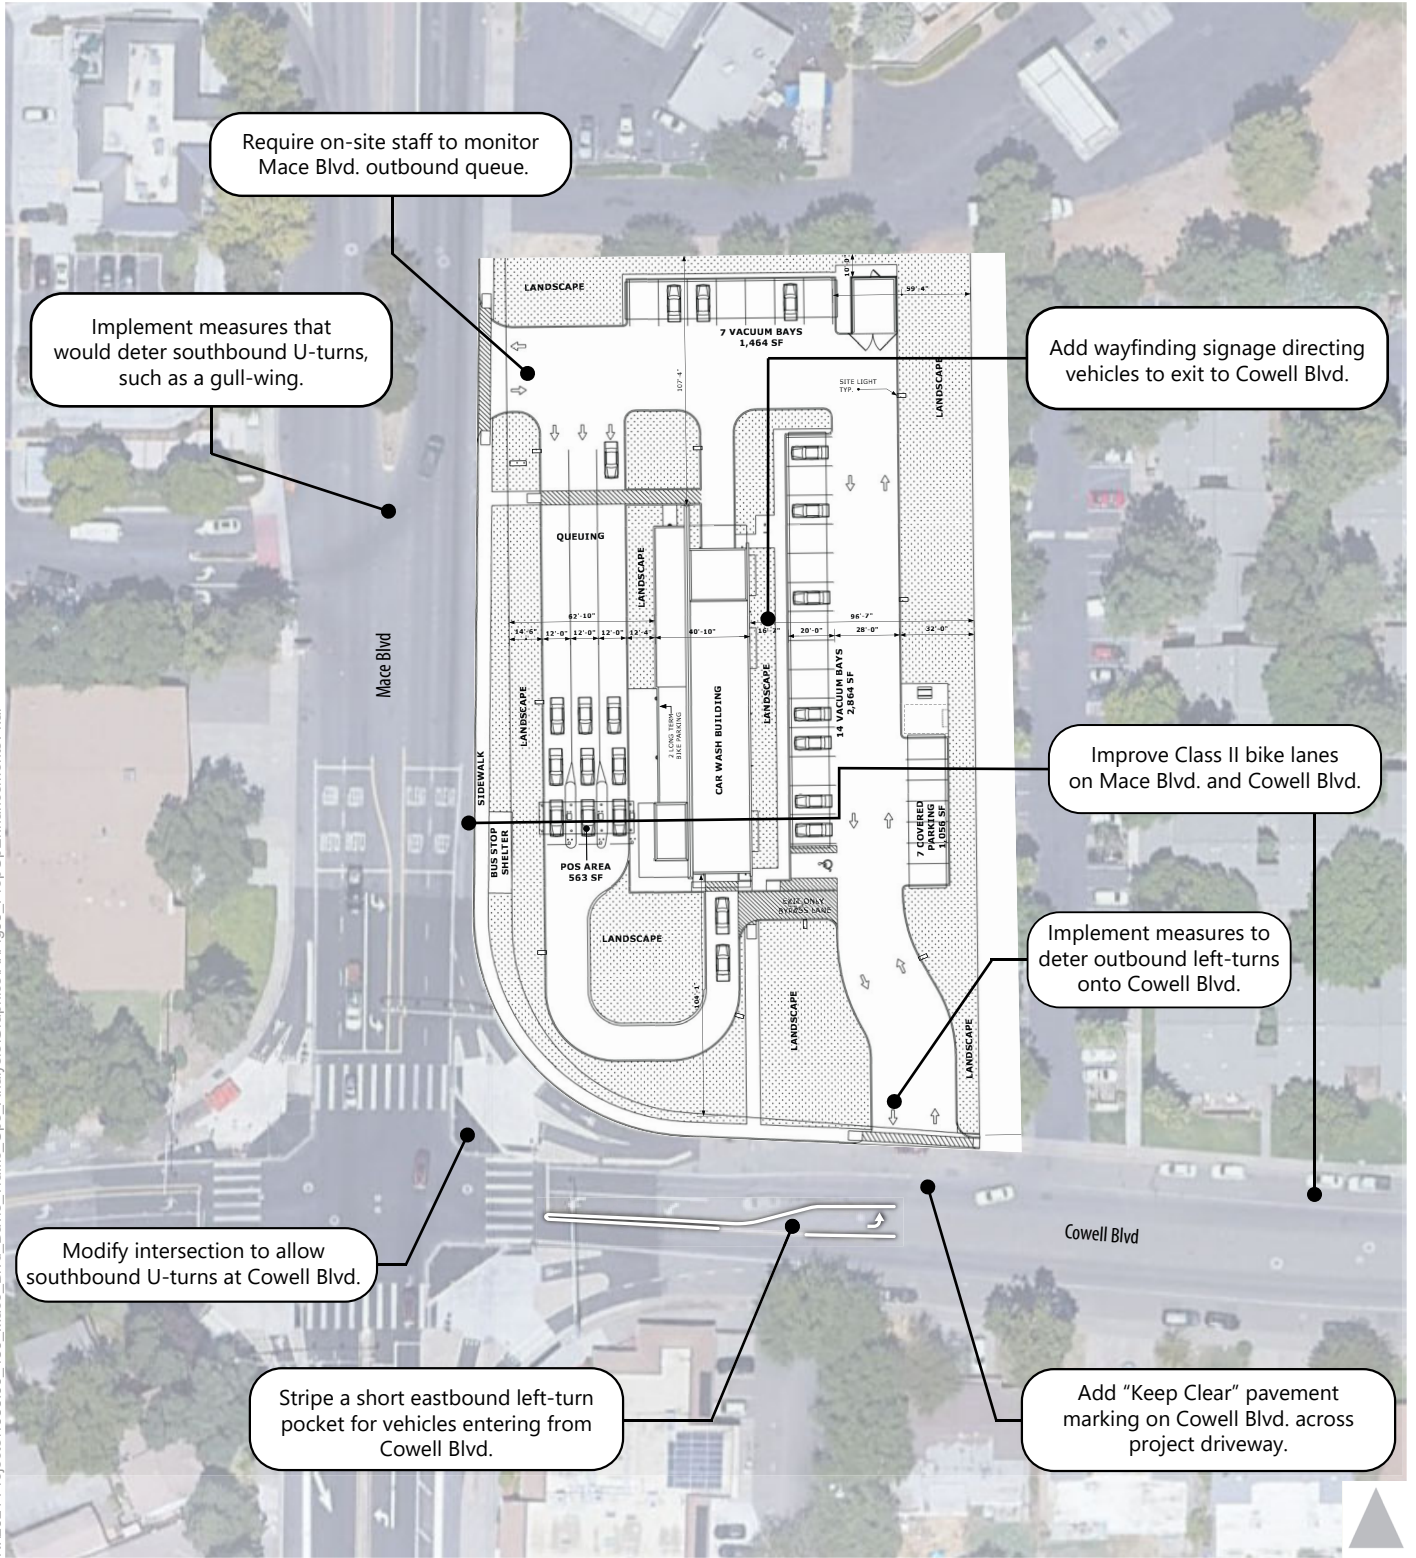 Require on-site staff to monitor
Mace Blvd. outbound queue.
Implement measures that
would deter southbound U-turns,
such as a gull-wing.
Add wayfinding signage directing
vehicles to exit to Cowell Blvd.
Improve Class II bike lanes
on Mace Blvd. and Cowell Blvd.
Implement measures to
deter outbound left-turns
onto Cowell Blvd.
Modify intersection to allow
southbound U-turns at Cowell Blvd.
Stripe a short eastbound left-turn
pocket for vehicles entering from
Cowell Blvd.
Add “Keep Clear” pavement
marking on Cowell Blvd. across
project driveway.
Mace Blvd
Cowell Blvd
LANDSCAPE
10'-0"
59'-4"
7 VACUUM BAYS
1,464 SF
107'-4"
SITE LIGHT
TYP.
LANDSCAPE
QUEUING
LANDSCAPE
62'-10"
96'-7"
14'-6"
12'-0"
12'-0"
12'-0"
12'-4"
40'-10"
16'-7"
20'-0"
28'-0"
32'-0"
LANDSCAPE
2 LONG TERM
BIKE PARKING
CAR WASH BUILDING
LANDSCAPE
14 VACUUM BAYS
2,864 SF
SIDEWALK
BUS STOP
SHELTER
POS AREA
563 SF
7 COVERED
PARKING
1,056 SF
EXIT ONLY
BYPASS LANE
LANDSCAPE
104'-1"
LANDSCAPE
LANDSCAPE